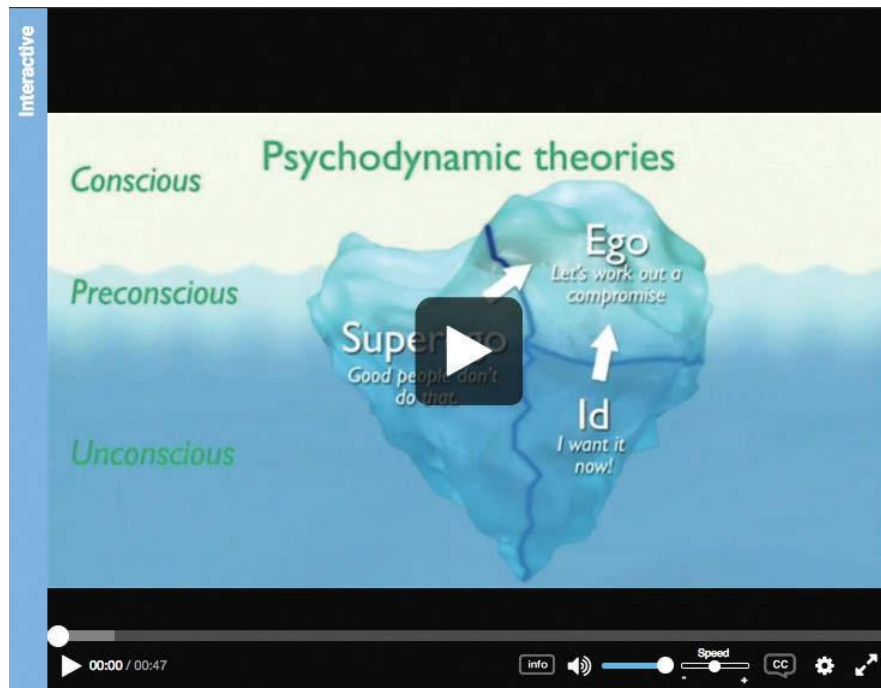 Interactive
Psychodynamic theories
Conscious
Ego
Let's work out a
compromise
Preconscious
Superego
Good people don't
do that.
Id
I want it
now!
Unconscious
00:00 / 00:47
info
Speed
-
+
CC